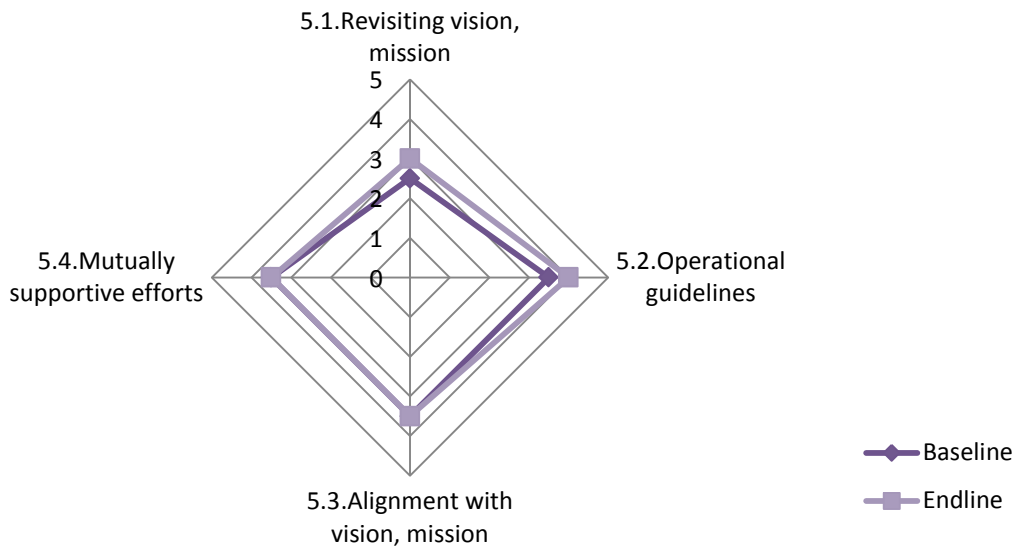 5.1.Revisiting vision,
mission
5
4
3
2
1
0
5.4.Mutually
supportive efforts
5.2.Operational
guidelines
5.3.Alignment with
vision, mission
Baseline
Endline